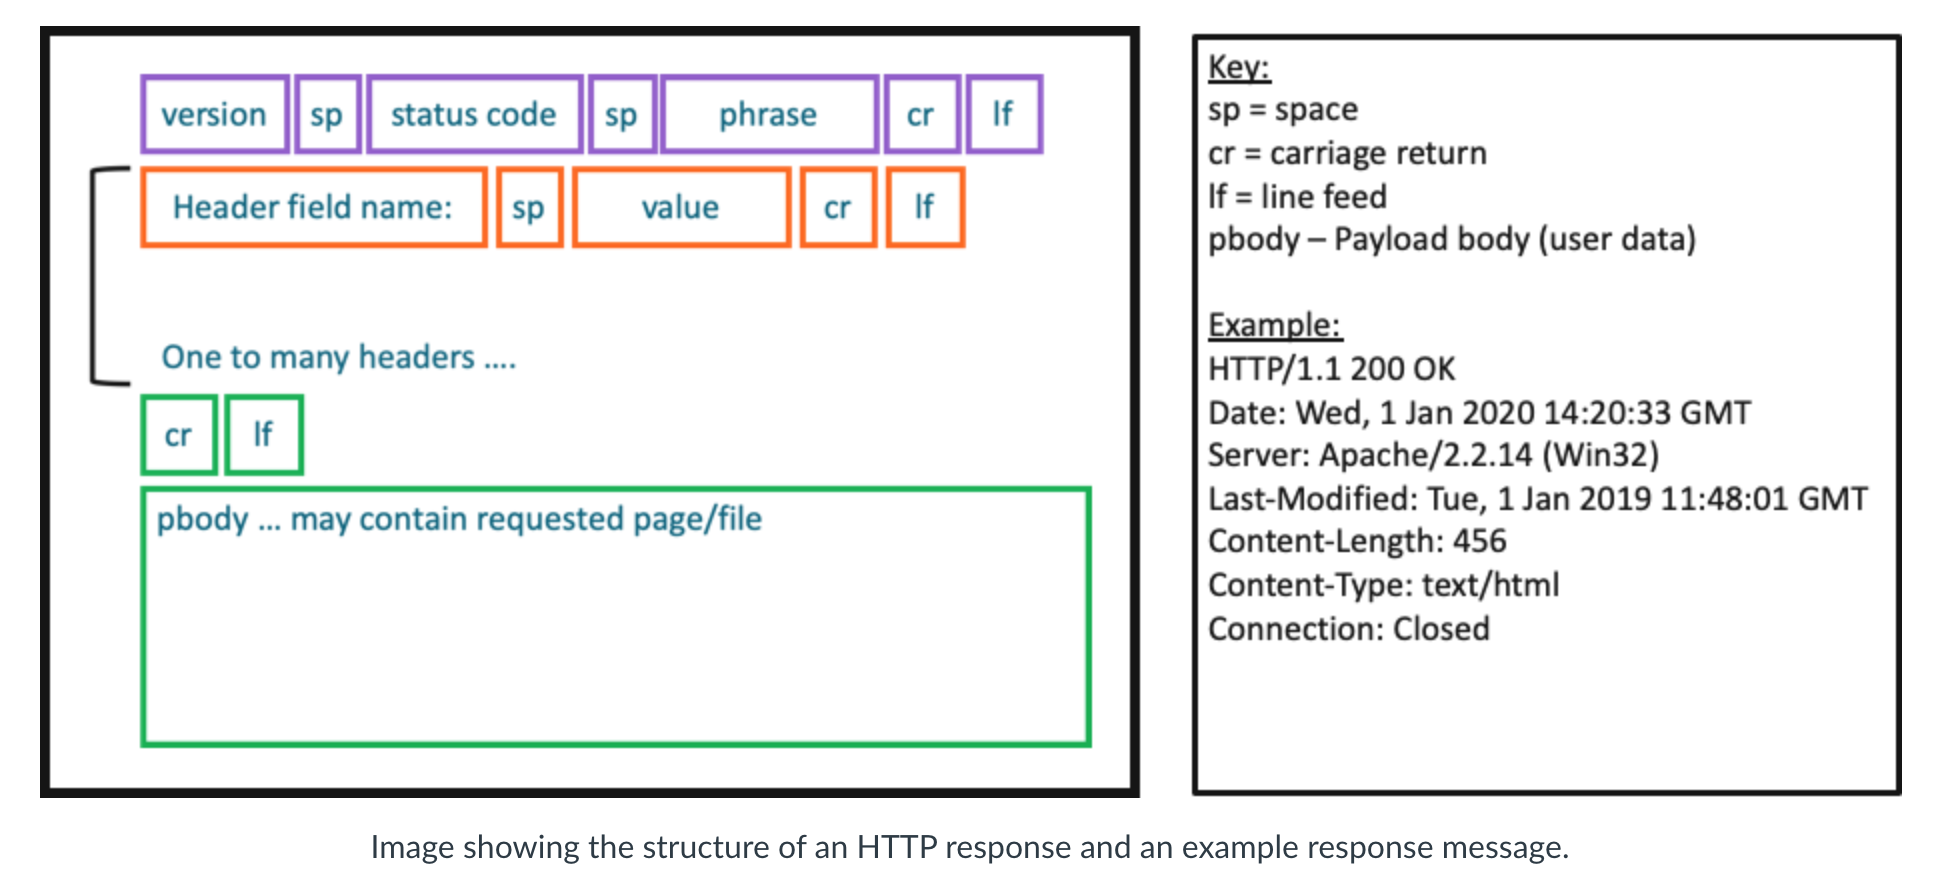 version sp status code sp phrase cr lf
Header field name: sp value cr lf
One to many headers ....
cr lf
pbody ... may contain requested page/file
Key:
sp = space
cr = carriage return
lf = line feed
pbody – Payload body (user data)
Example:
HTTP/1.1 200 OK
Date: Wed, 1 Jan 2020 14:20:33 GMT
Server: Apache/2.2.14 (Win32)
Last-Modified: Tue, 1 Jan 2019 11:48:01 GMT
Content-Length: 456
Content-Type: text/html
Connection: Closed
Image showing the structure of an HTTP response and an example response message.